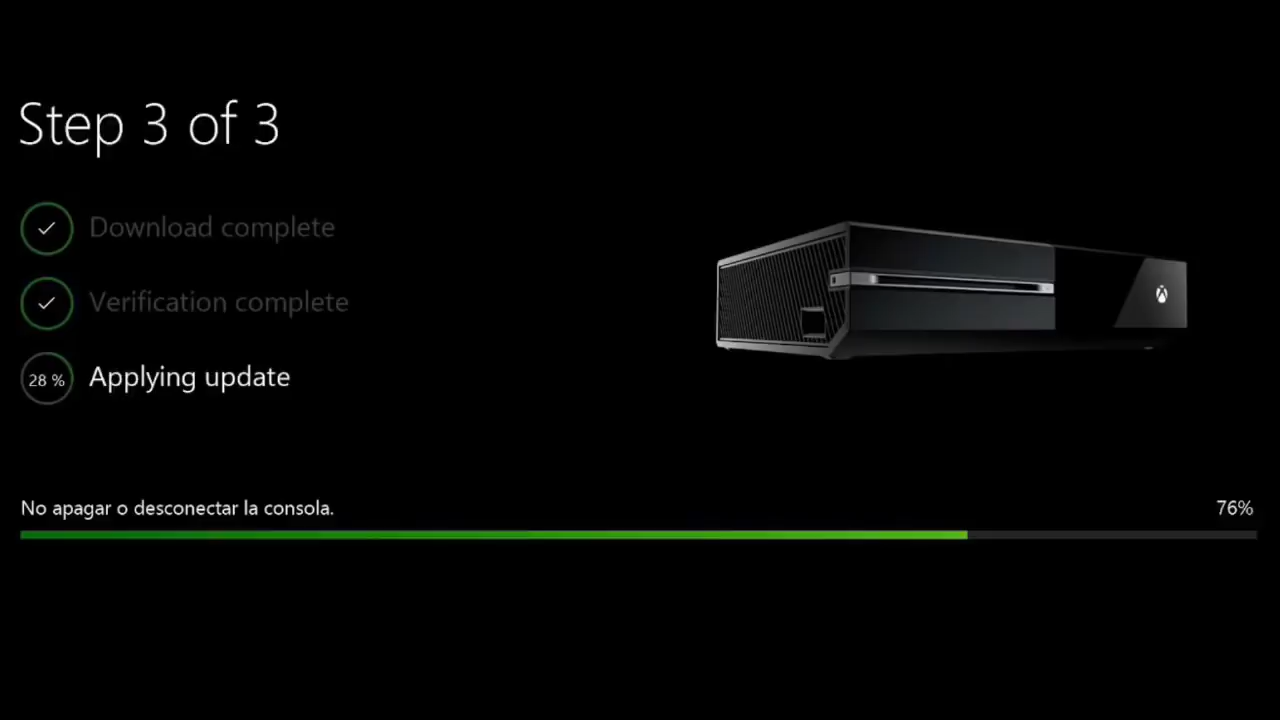 Step 3 of 3
Download complete
Verification complete
28 % Applying update
No apagar o desconectar la consola. 76%